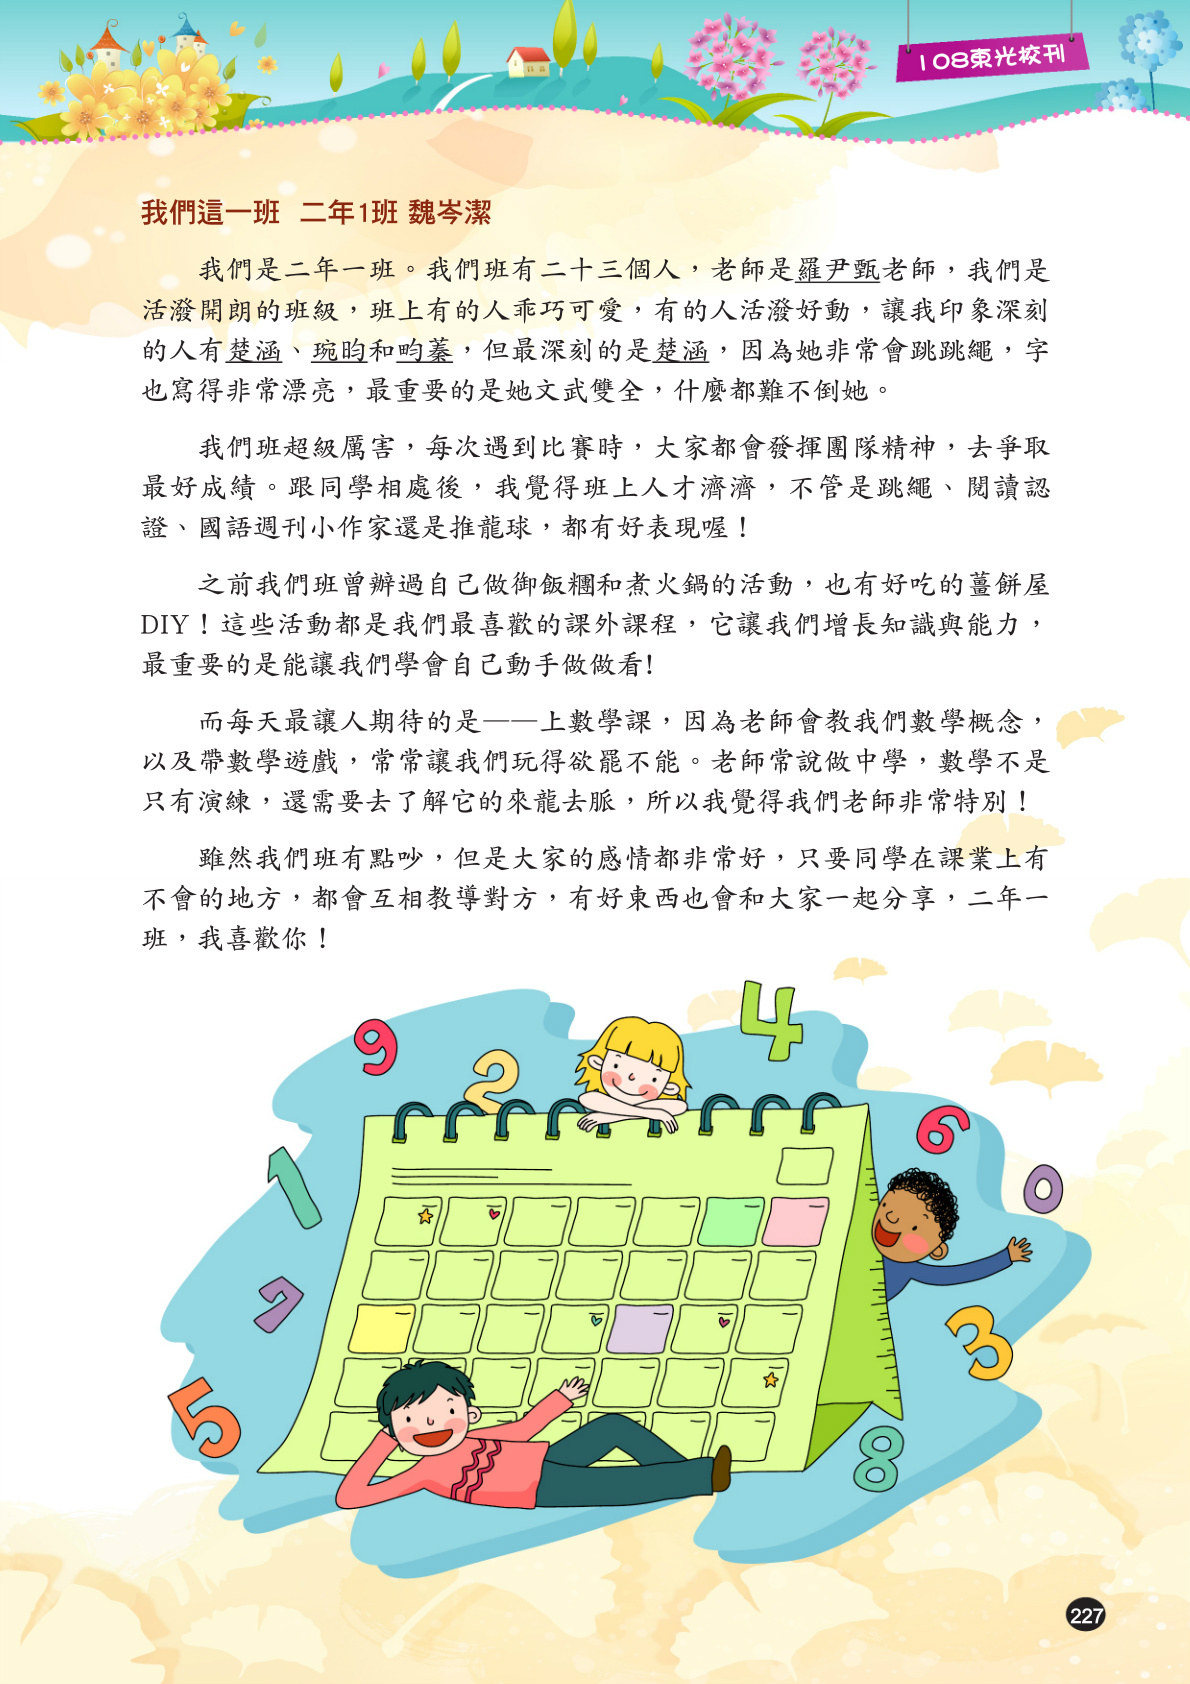 108東光校刊
我們這一班 二年1班 魏岑潔
我們是二年一班。我們班有二十三個人，老師是羅尹甄老師，我們是
活潑開朗的班級，班上有的人乖巧可愛，有的人活潑好動，讓我印象深刻
的人有楚涵、琬昀和畇蓁，但最深刻的是楚涵，因為她非常會跳跳繩，字
也寫得非常漂亮，最重要的是她文武雙全，什麼都難不倒她。
我們班超級厲害，每次遇到比賽時，大家都會發揮團隊精神，去爭取
最好成績。跟同學相處後，我覺得班上人才濟濟，不管是跳繩、閱讀認
證、國語週刊小作家還是推龍球，都有好表現喔！
之前我們班曾辦過自己做御飯糰和煮火鍋的活動，也有好吃的薑餅屋
DIY！這些活動都是我們最喜歡的課外課程，它讓我們增長知識與能力，
最重要的是能讓我們學會自己動手做做看!
而每天最讓人期待的是——上數學課，因為老師會教我們數學概念，
以及帶數學遊戲，常常讓我們玩得欲罷不能。老師常說做中學，數學不是
只有演練，還需要去了解它的來龍去脈，所以我覺得我們老師非常特別！
雖然我們班有點吵，但是大家的感情都非常好，只要同學在課業上有
不會的地方，都會互相教導對方，有好東西也會和大家一起分享，二年一
班，我喜歡你！
4
9
2
6
1
0
7
3
5
8
227